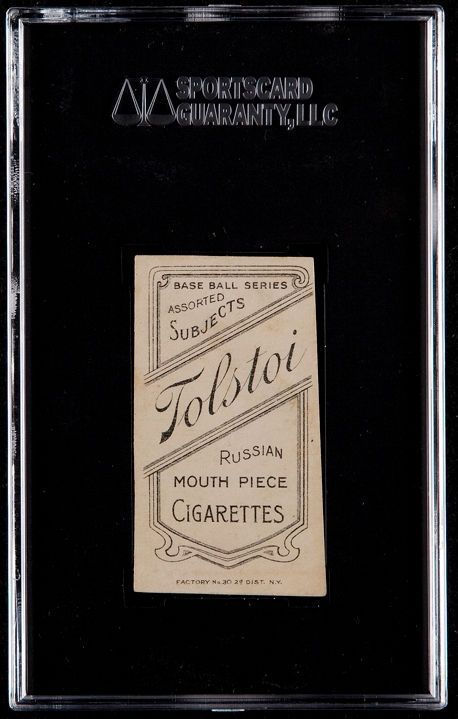 SPORTSCARD
GUARANTY, LLC
BASE BALL SERIES
ASSORTED
SUBJECTS
Tolstoi
RUSSIAN
MOUTH PIECE
CIGARETTES
FACTORY No. 30 2d DIST. N.Y.